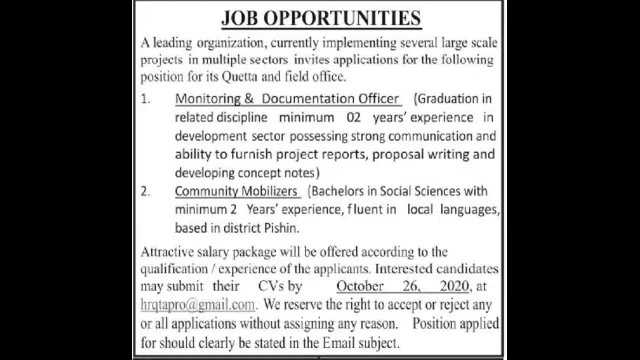 JOB OPPORTUNITIES
A leading organization, currently implementing several large scale
projects in multiple sectors invites applications for the following
position for its Quetta and field office.
1. Monitoring & Documentation Officer (Graduation in
related discipline minimum 02 years' experience in
development sector possessing strong communication and
ability to furnish project reports, proposal writing and
developing concept notes)
2. Community Mobilizers (Bachelors in Social Sciences with
minimum 2 Years' experience, fluent in local languages,
based in district Pishin.
Attractive salary package will be offered according to the
qualification / experience of the applicants. Interested candidates
may submit their CVs by October 26, 2020, at
hrqtapro@gmail.com. We reserve the right to accept or reject any
or all applications without assigning any reason. Position applied
for should clearly be stated in the Email subject.